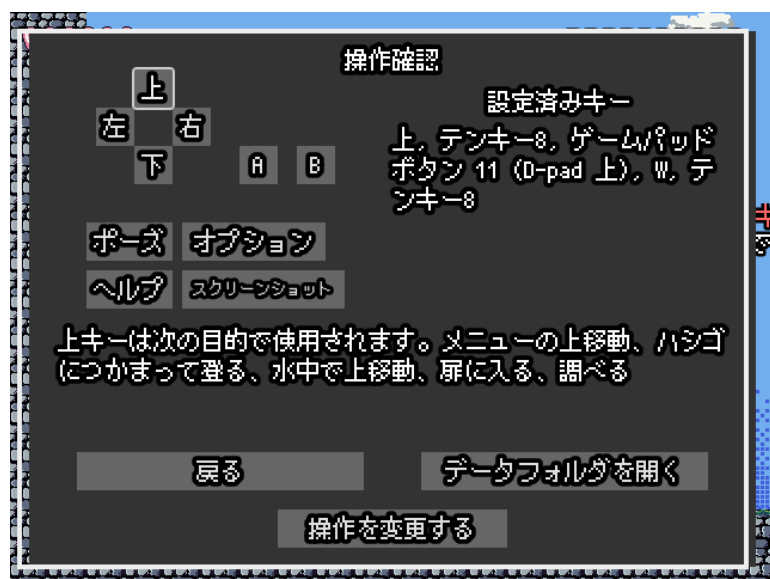 操作確認
上
左 右
下 A B
設定済みキー
上, テンキー8, ゲームパッド
ボタン 11 (D-pad 上), W, テ
ンキー8
ポーズ オプション
ヘルプ スクリーンショット
上キーは次の目的で使用されます。メニューの上移動、ハシゴ
につかまって登る、水中で上移動、扉に入る、調べる
戻る データフォルダを開く
操作を変更する